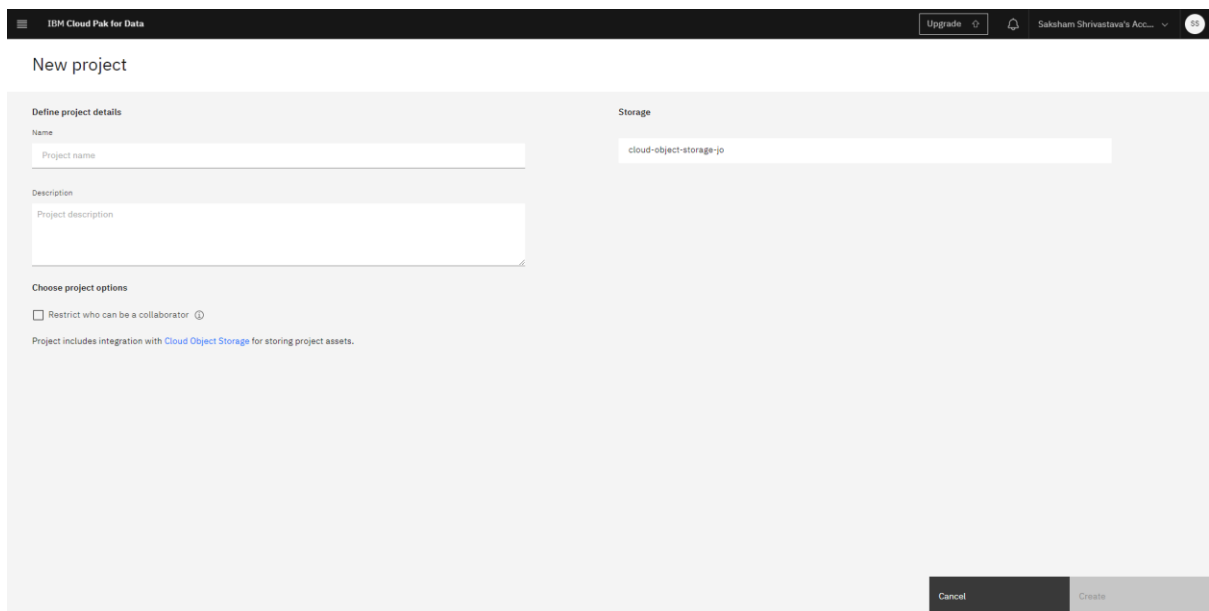 IBM Cloud Pak for Data
Upgrade
Saksham Shrivastava's Acc...
SS
New project
Define project details
Name
Project name
Description
Project description
Choose project options
Restrict who can be a collaborator
Project includes integration with Cloud Object Storage for storing project assets.
Storage
cloud-object-storage-jo
Cancel
Create